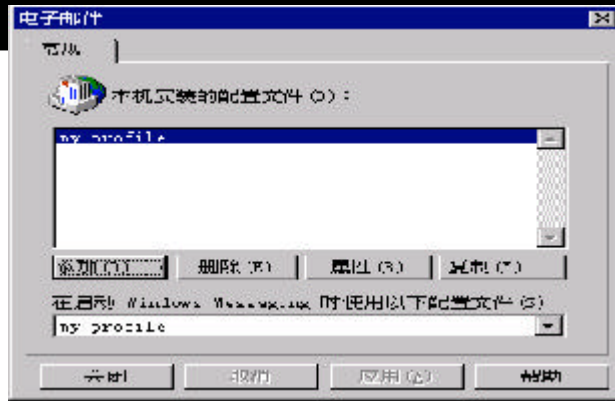 电子邮件
常规
本机安装的配置文件
my profile
添加
删除
属性
复制
在启动 Windows Messaging 时使用以下配置文件
my profile
关闭
取消
应用(A)
帮助